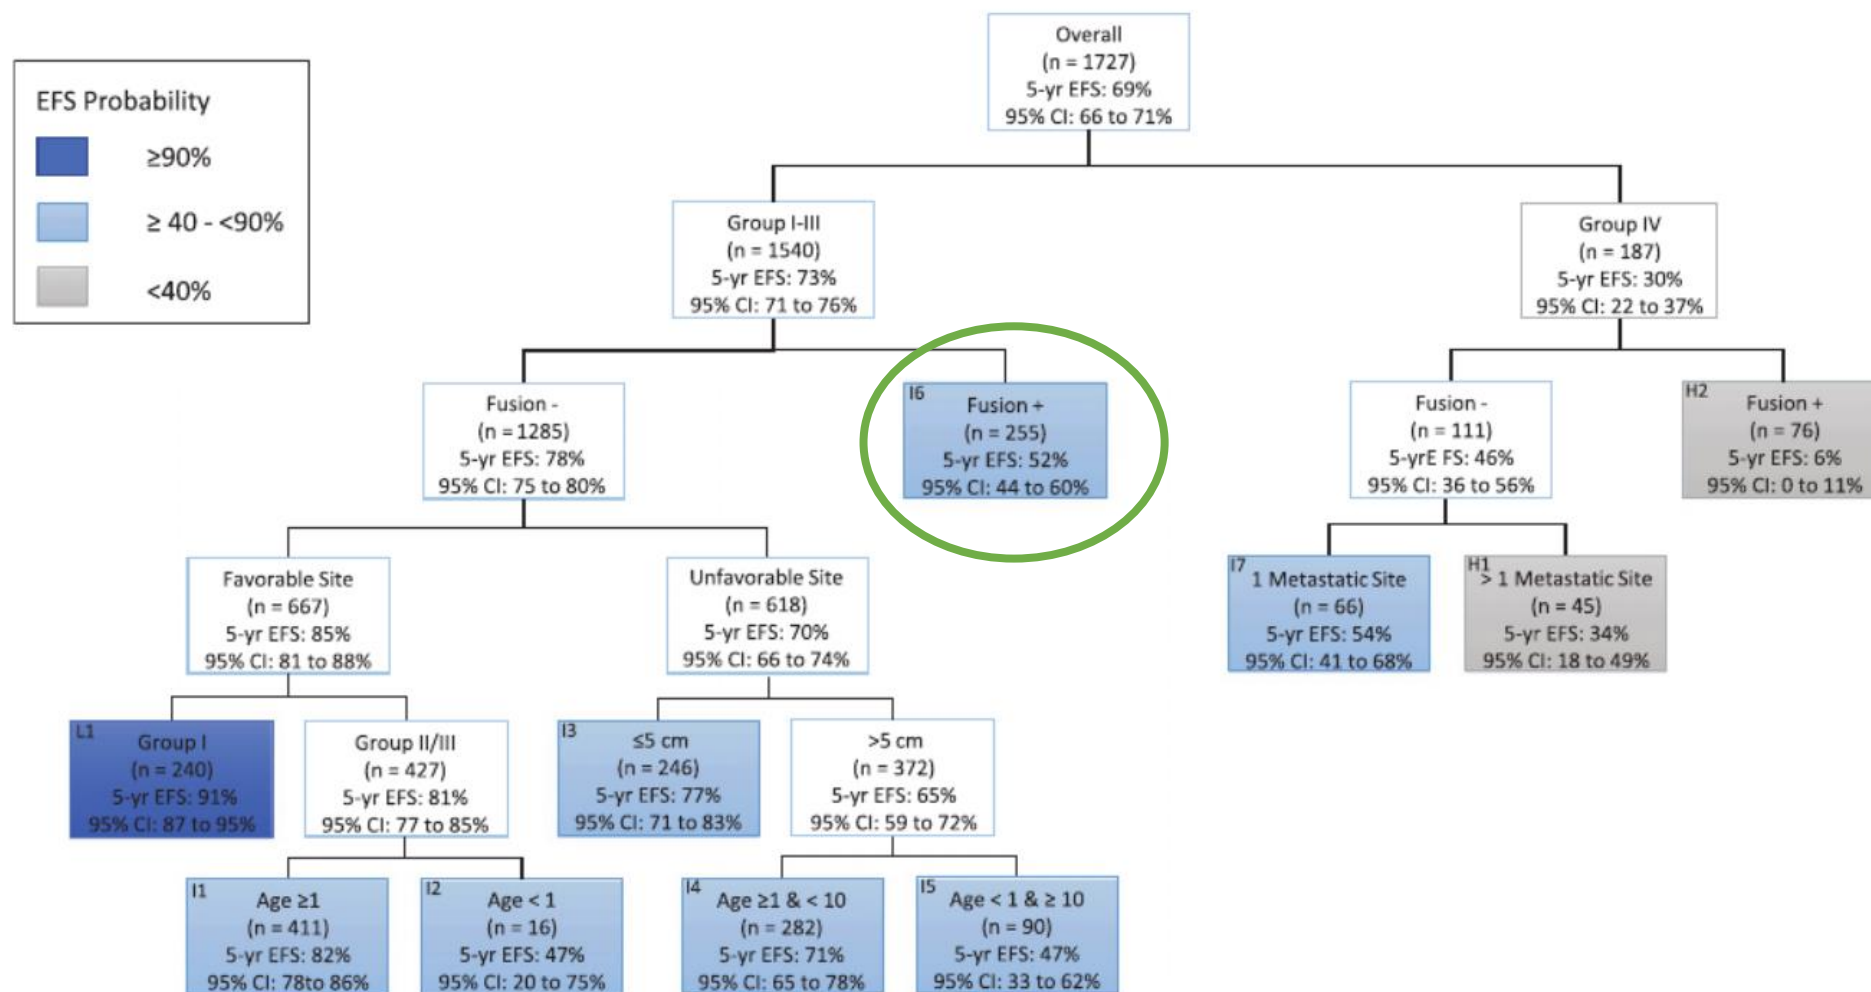 Overall
(n = 1727)
5-yr EFS: 69%
95% CI: 66 to 71%
EFS Probability
≥90%
≥ 40 - <90%
<40%
Group I-III
(n = 1540)
5-yr EFS: 73%
95% CI: 71 to 76%
Group IV
(n = 187)
5-yr EFS: 30%
95% CI: 22 to 37%
Fusion -
(n =1285)
5-yr EFS: 78%
95% CI: 75 to 80%
I6
Fusion +
(n = 255)
5-yr EFS: 52%
95% CI: 44 to 60%
Fusion -
(n = 111)
5-yrE FS: 46%
95% CI: 36 to 56%
H2
Fusion +
(n = 76)
5-yr EFS: 6%
95% CI: 0 to 11%
Favorable Site
(n = 667)
5-yr EFS: 85%
95% CI: 81 to 88%
Unfavorable Site
(n = 618)
5-yr EFS: 70%
95% CI: 66 to 74%
I7
1 Metastatic Site
(n = 66)
5-yr EFS: 54%
95% CI: 41 to 68%
H1
> 1 Metastatic Site
(n = 45)
5-yr EFS: 34%
95% CI: 18 to 49%
L1
Group I
(n = 240)
5-yr EFS: 91%
95% CI: 87 to 95%
Group II/III
(n = 427)
5-yr EFS: 81%
95% CI: 77 to 85%
I3
≤5 cm
(n = 246)
5-yr EFS: 77%
95% CI: 71 to 83%
>5 cm
(n = 372)
5-yr EFS: 65%
95% CI: 59 to 72%
I1
Age ≥1
(n = 411)
5-yr EFS: 82%
95% CI: 78to 86%
I2
Age < 1
(n = 16)
5-yr EFS: 47%
95% CI: 20 to 75%
I4
Age ≥1 & < 10
(n = 282)
5-yr EFS: 71%
95% CI: 65 to 78%
I5
Age < 1 & ≥ 10
(n = 90)
5-yr EFS: 47%
95% CI: 33 to 62%